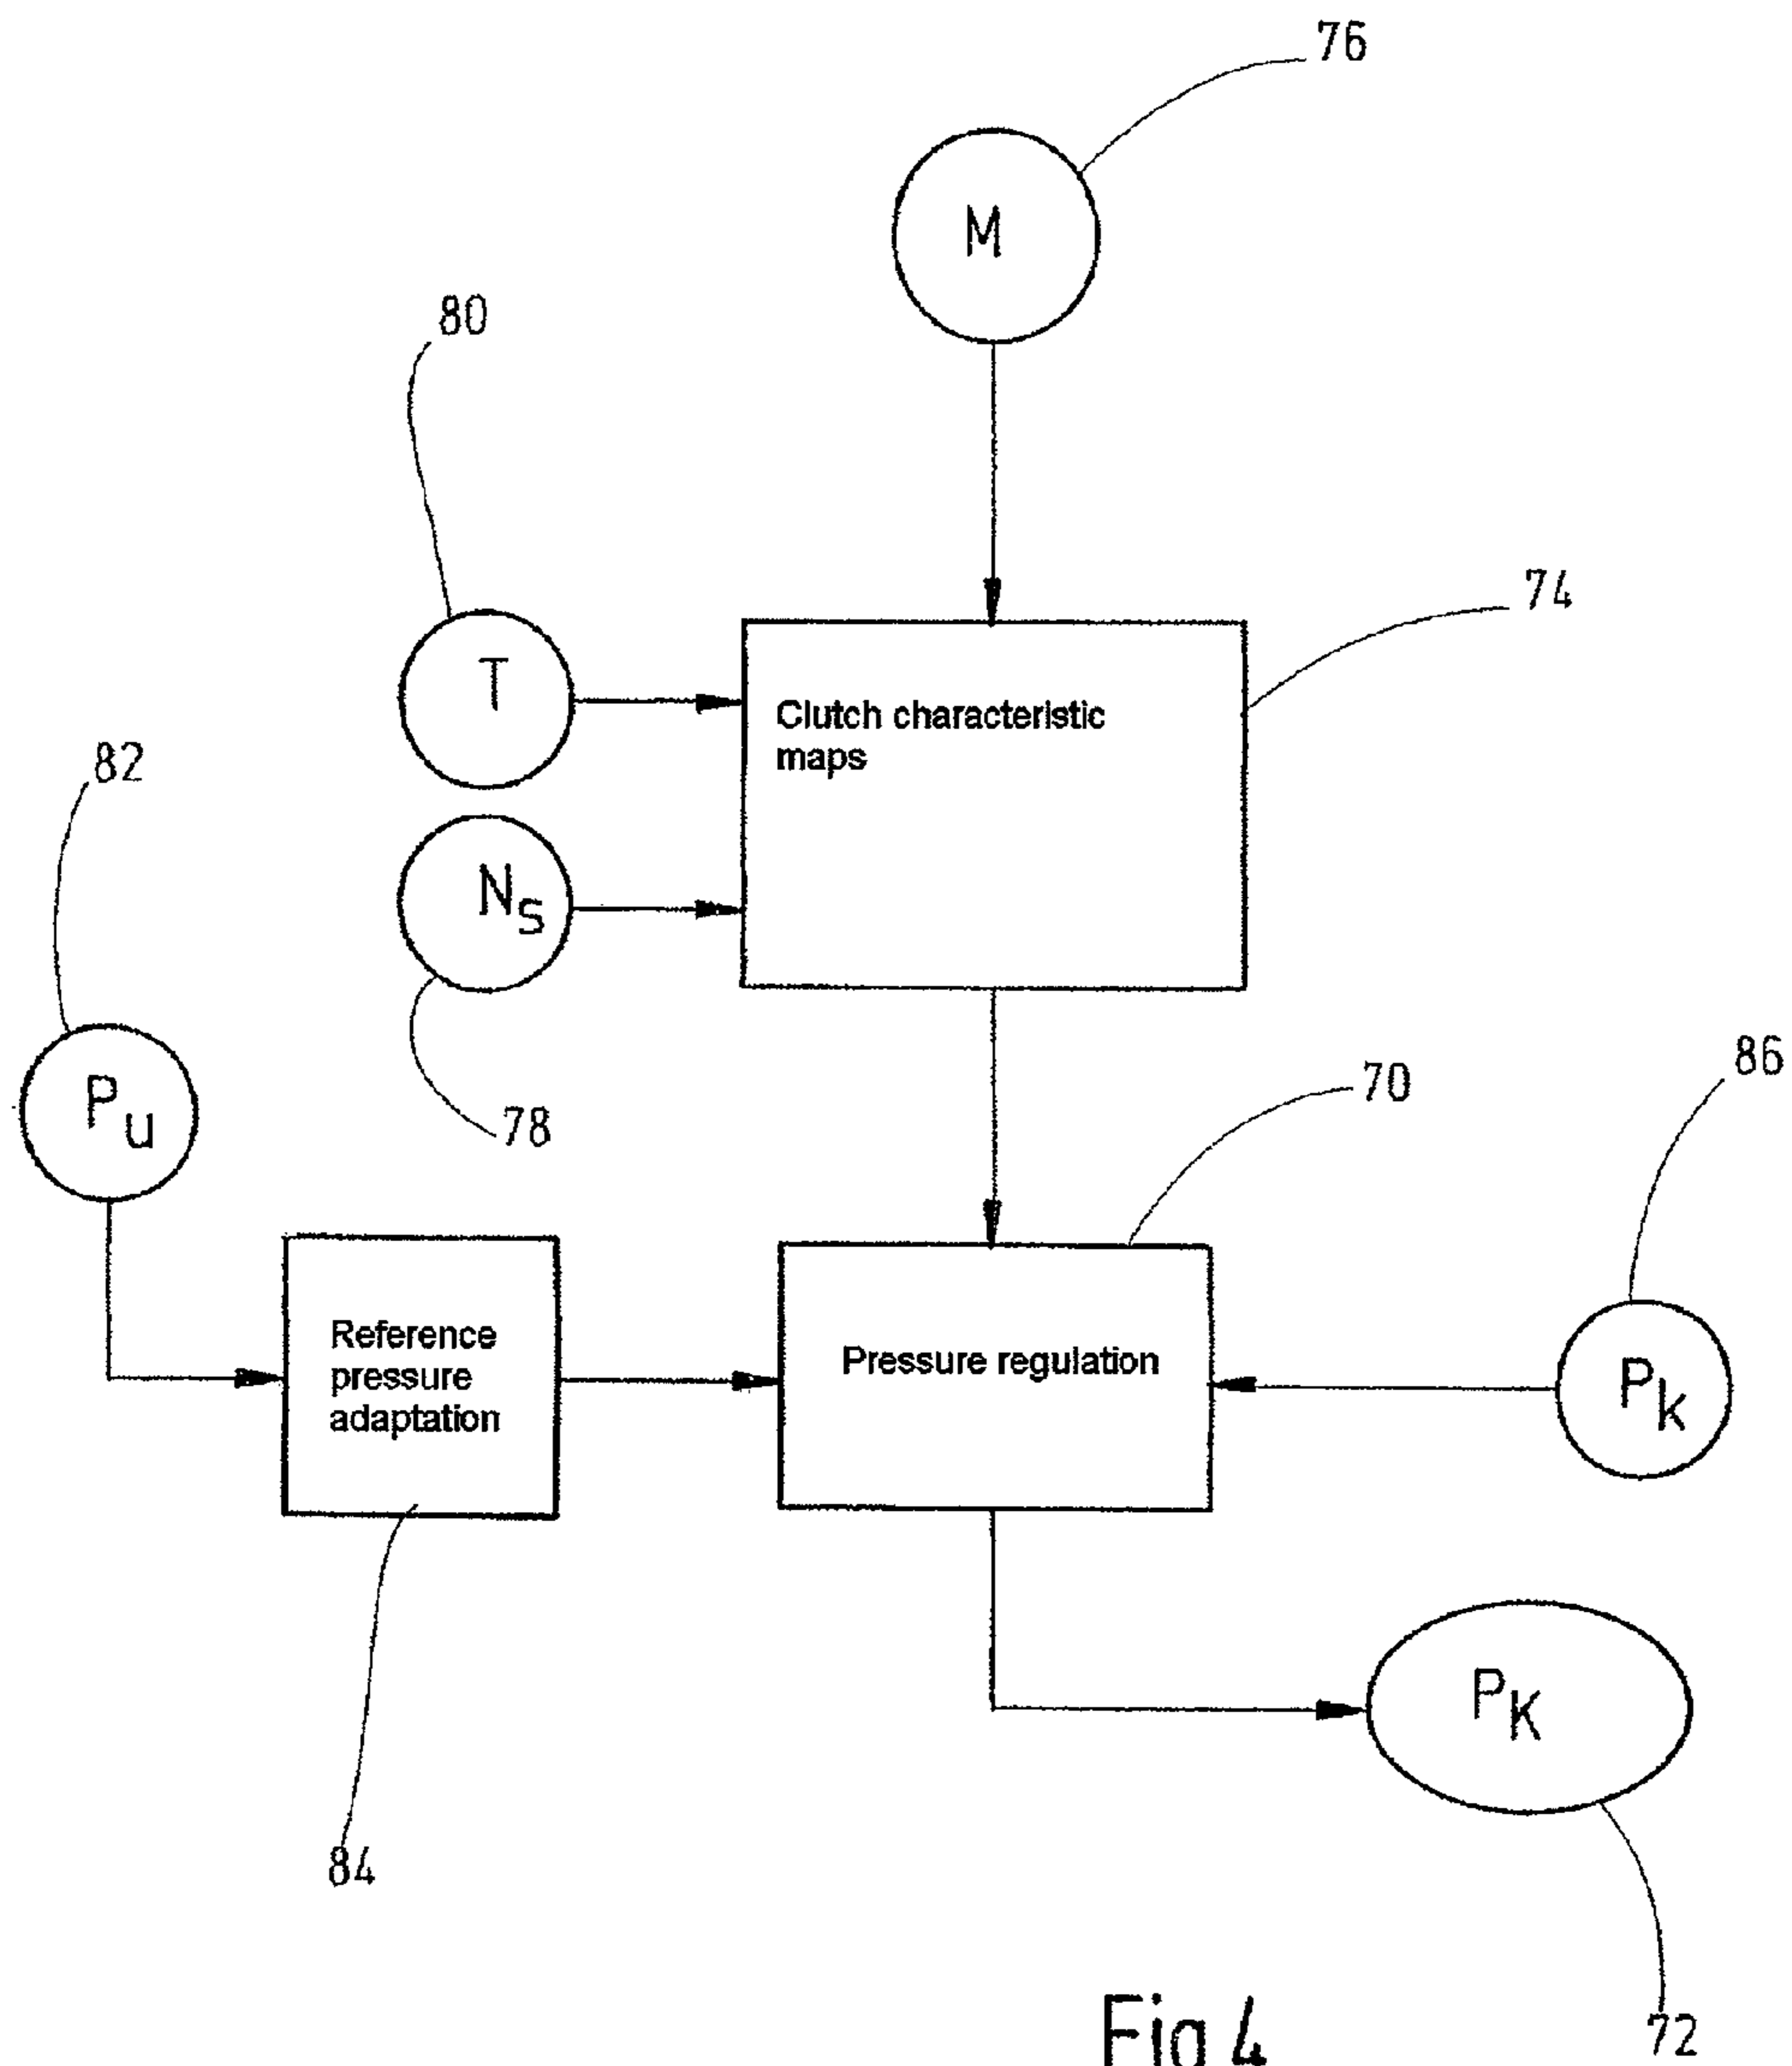 76
M
80
T
74
Clutch characteristic
maps
82
Ns
Pu
78
70
86
Reference
pressure
adaptation
Pressure regulation
Pk
PK
84
72
Fig 4